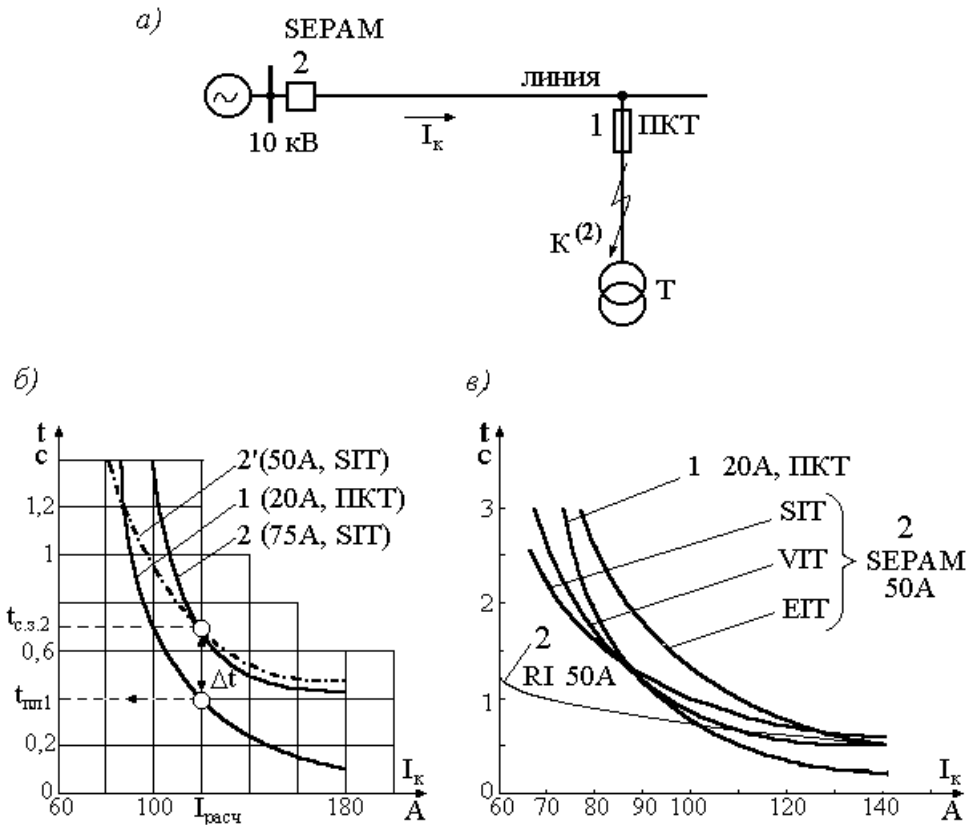 а)
SEPAM
2
линия
10 кВ
Iк
1
ПКТ
К(2)
Т
б)
t
с
2'(50А, SIT)
1 (20А, ПКТ)
2 (75А, SIT)
1,2
1
tс.з.2
0,6
Δt
tпл1
0,2
0
60
100
Iрасч
180
Iк
А
в)
t
с
1 20А, ПКТ
SIT
VIT
EIT
2
SEPAM
50А
3
2
2
RI 50А
1
0
60
70
80
90
100
120
140
Iк
А